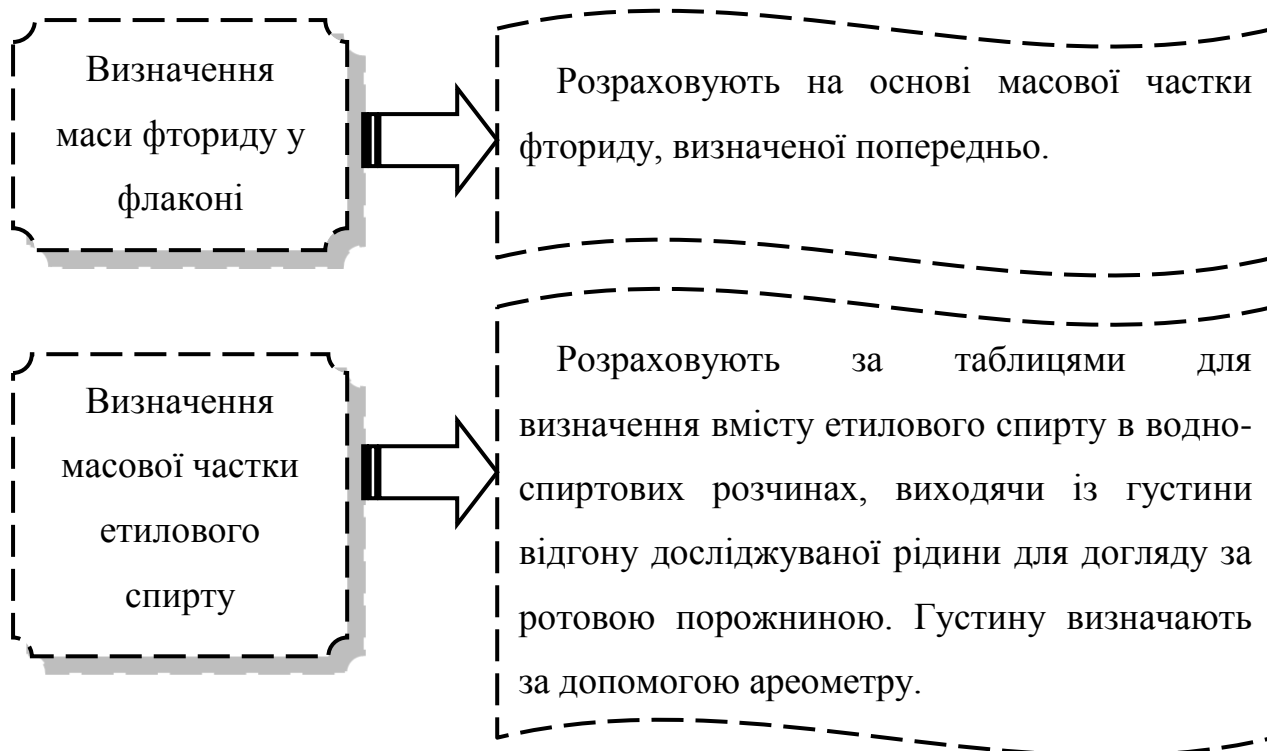 Визначення
маси фториду у
флаконі
Розраховують на основі масової частки
фториду, визначеної попередньо.
Визначення
масової частки
етилового
спирту
Розраховують за таблицями для
визначення вмісту етилового спирту в водно-
спиртових розчинах, виходячи із густини
відгону досліджуваної рідини для догляду за
ротовою порожниною. Густину визначають
за допомогою ареометру.